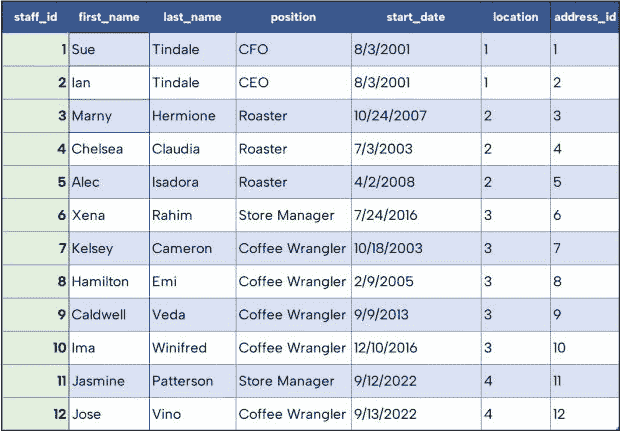 staff_id first_name last_name position start_date location address_id
1 Sue Tindale CFO 8/3/2001 1 1
2 Ian Tindale CEO 8/3/2001 1 2
3 Marny Hermione Roaster 10/24/2007 2 3
4 Chelsea Claudia Roaster 7/3/2003 2 4
5 Alec Isadora Roaster 4/2/2008 2 5
6 Xena Rahim Store Manager 7/24/2016 3 6
7 Kelsey Cameron Coffee Wrangler 10/18/2003 3 7
8 Hamilton Emi Coffee Wrangler 2/9/2005 3 8
9 Caldwell Veda Coffee Wrangler 9/9/2013 3 9
10 Ima Winifred Coffee Wrangler 12/10/2016 3 10
11 Jasmine Patterson Store Manager 9/12/2022 4 11
12 Jose Vino Coffee Wrangler 9/13/2022 4 12